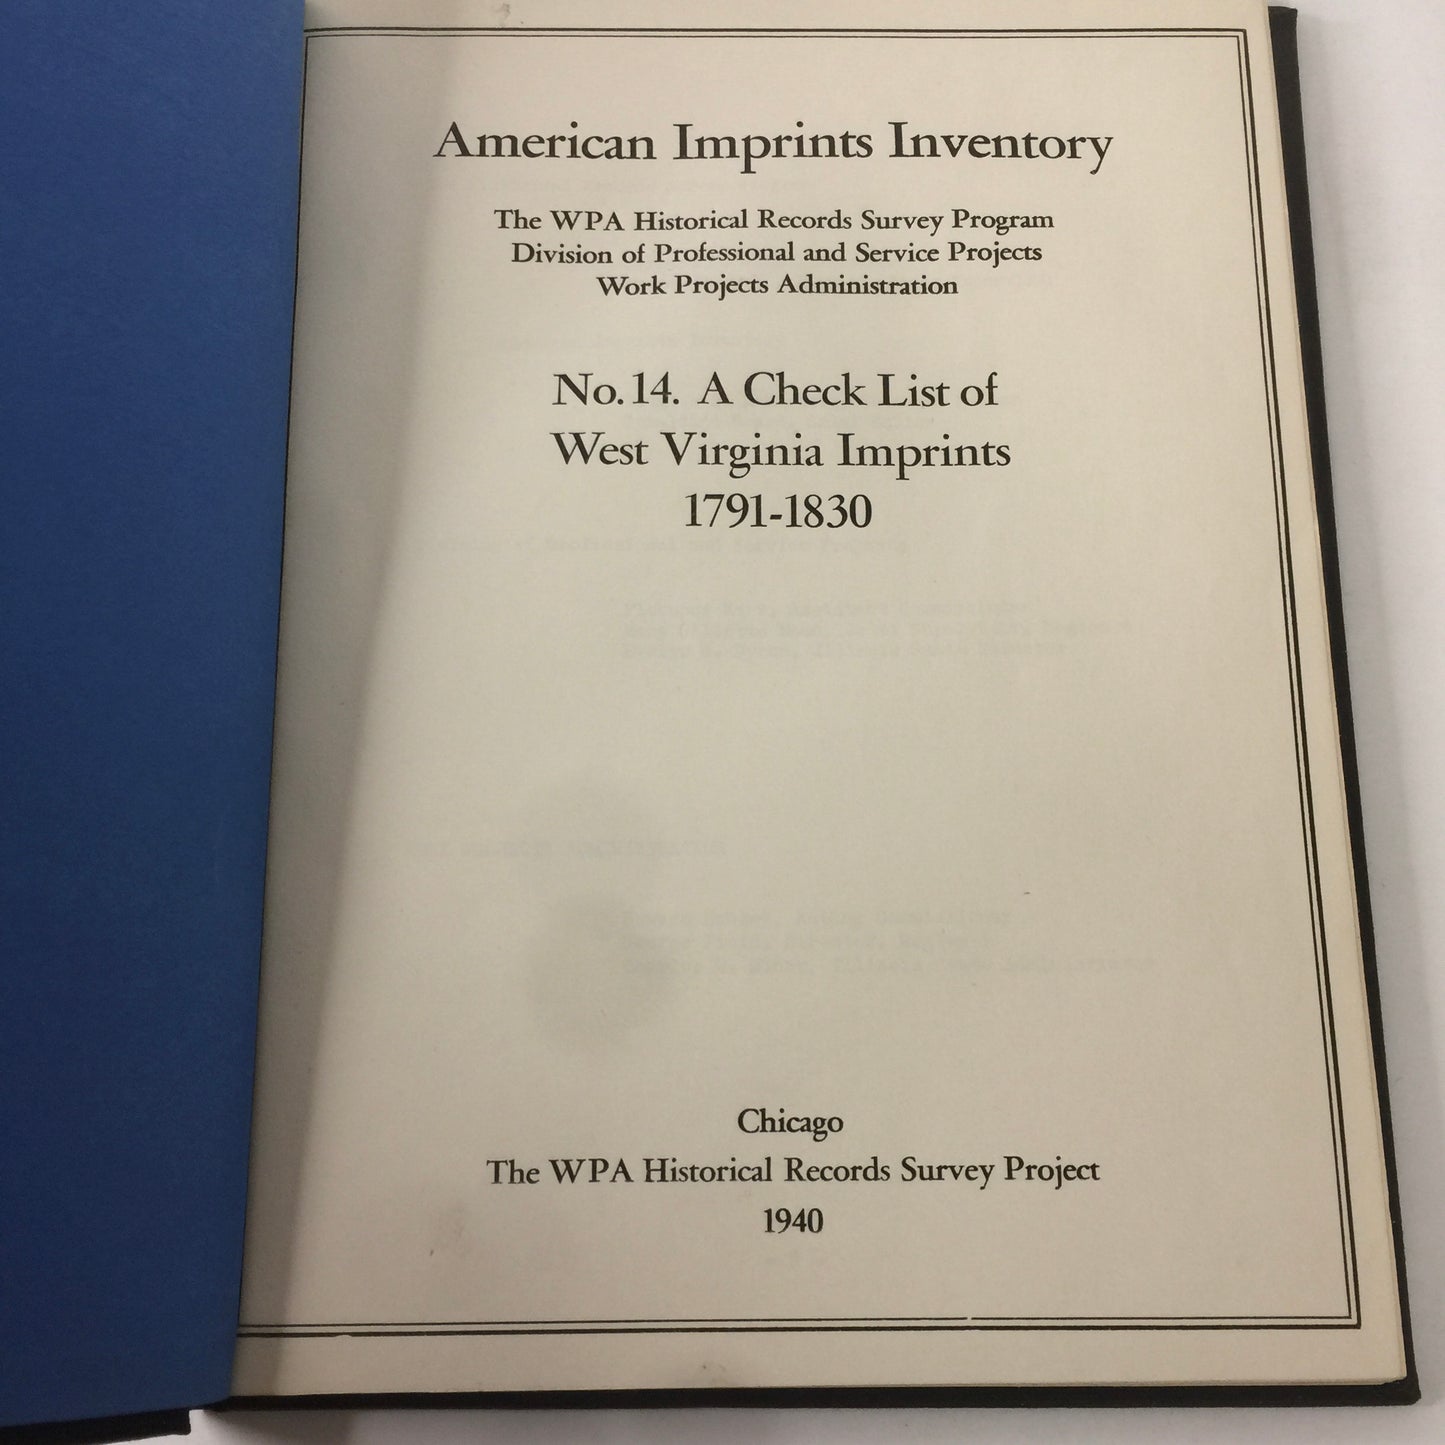 American Imprints Inventory
The WPA Historical Records Survey Program
Division of Professional and Service Projects
Work Projects Administration
No. 14. A Check List of
West Virginia Imprints
1791-1830
Chicago
The WPA Historical Records Survey Project
1940